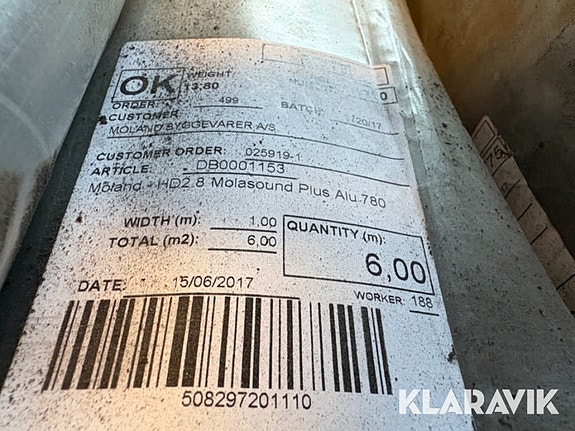 OK
WEIGHT:
13.80
ORDER: 499 BATCH: 120/17
CUSTOMER:
MOLAND BYGGEVARER A/S
CUSTOMER ORDER: 025919-1
ARTICLE: DB0001153
Moland - HD2.8 Molasound Plus Alu 780
WIDTH (m): 1,00
TOTAL (m2): 6,00
QUANTITY (m):
6,00
DATE: 15/06/2017
WORKER: 188
508297201110
KLARAVIK